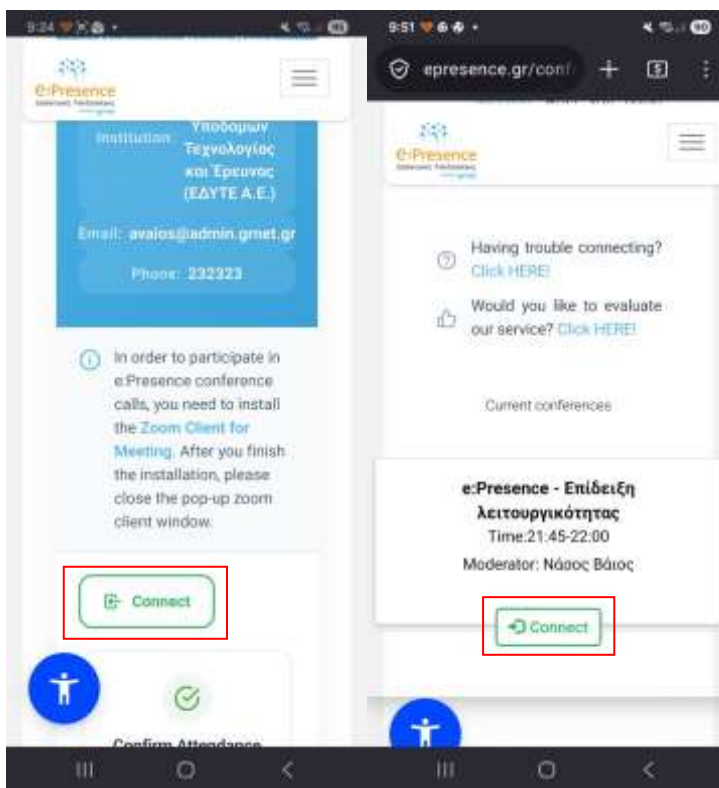 9:24
e:Presence
Institution: Υποδομών
Τεχνολογίας
και Έρευνας
(ΕΔΥΤΕ Α.Ε.)
Email: avaios@admin.grnet.gr
Phone: 232323
In order to participate in
e:Presence conference
calls, you need to install
the Zoom Client for
Meeting. After you finish
the installation, please
close the pop-up zoom
client window.
Connect
Confirm Attendance
9:51
90
epresence.gr/conf
e:Presence
Having trouble connecting?
Click HERE!
Would you like to evaluate
our service? Click HERE!
Current conferences
e:Presence - Επίδειξη
λειτουργικότητας
Time:21:45-22:00
Moderator: Νάσος Βάιος
Connect